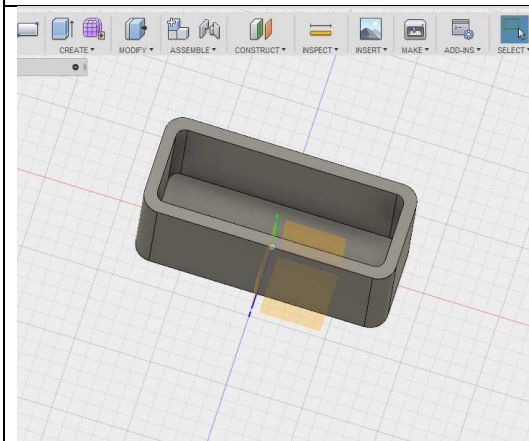 CREATE ▾ MODIFY ▾ ASSEMBLE ▾ CONSTRUCT ▾ INSPECT ▾ INSERT ▾ MAKE ▾ ADD-INS ▾ SELECT ▾